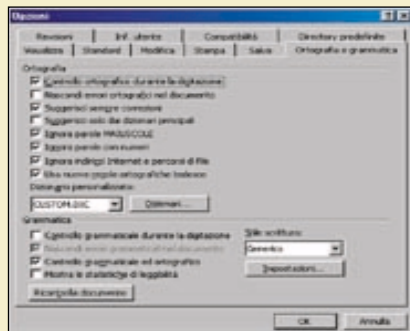 Opzioni
Revisioni Inf. utente Compatibilità Directory predefinite
Visualizza Standard Modifica Stampa Salva Ortografia e grammatica
Ortografia
Controllo ortografico durante la digitazione
Nascondi errori ortografici nel documento
Suggerisci sempre correzioni
Suggerisci solo dai dizionari principali
Ignora parole MAIUSCOLE
Ignora parole con numeri
Ignora indirizzi Internet e percorsi di file
Usa nuove regole ortografiche tedesco
Dizionario personalizzato:
CUSTOM.DIC Dizionari...
Grammatica
Controllo grammaticale durante la digitazione Stile scrittura:
Nascondi errori grammaticali nel documento Generico
Controllo grammaticale ed ortografico
Mostra le statistiche di leggibilità Impostazioni...
Ricontrolla documento
OK Annulla